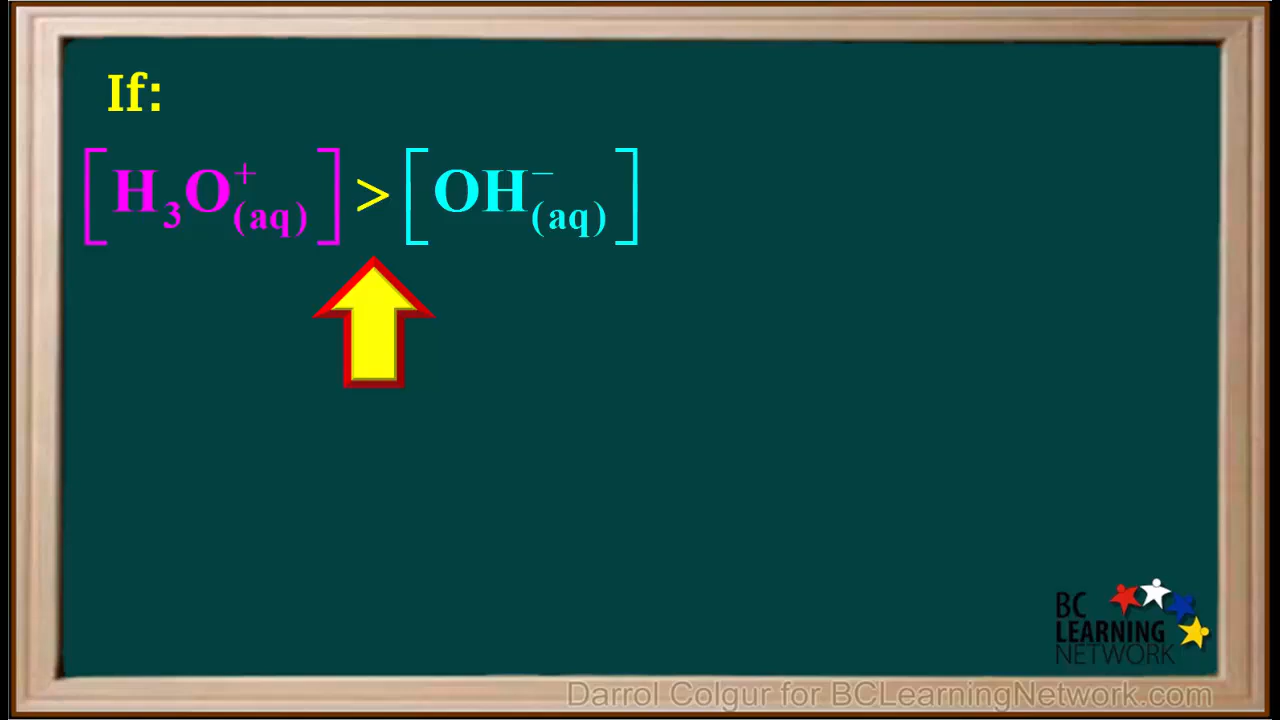 If:
[H₃O⁺(aq)] > [OH⁻(aq)]
BC
LEARNING
NETWORK
Darrol Colgur for BCLearningNetwork.com